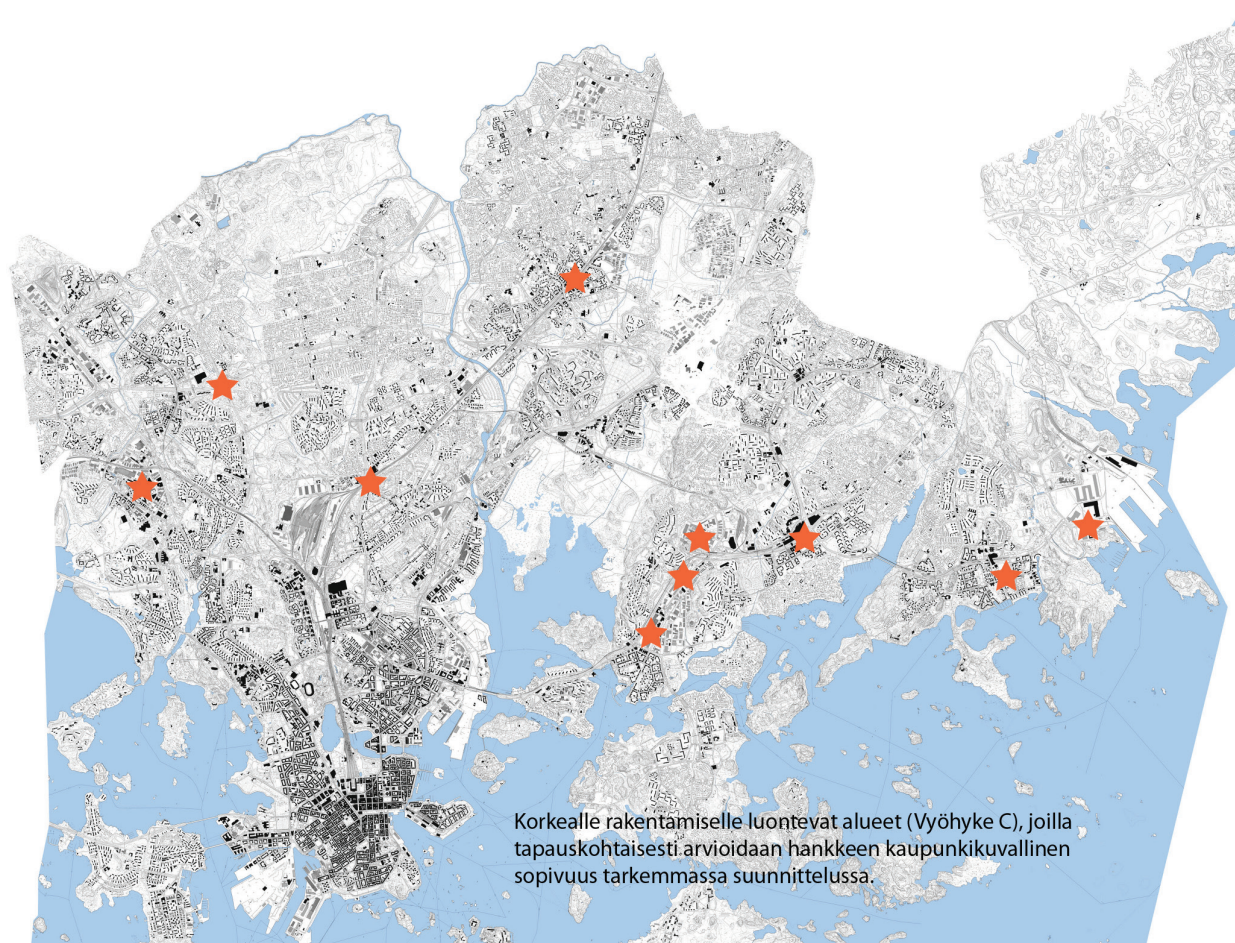 Korkealle rakentamiselle luontevat alueet (Vyöhyke C), joilla
tapauskohtaisesti arvioidaan hankkeen kaupunkikuvallinen
sopivuus tarkemmassa suunnittelussa.